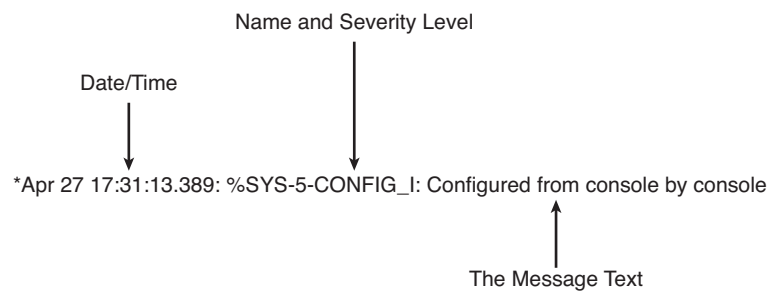 Name and Severity Level
Date/Time
*Apr 27 17:31:13.389: %SYS-5-CONFIG_I: Configured from console by console
The Message Text